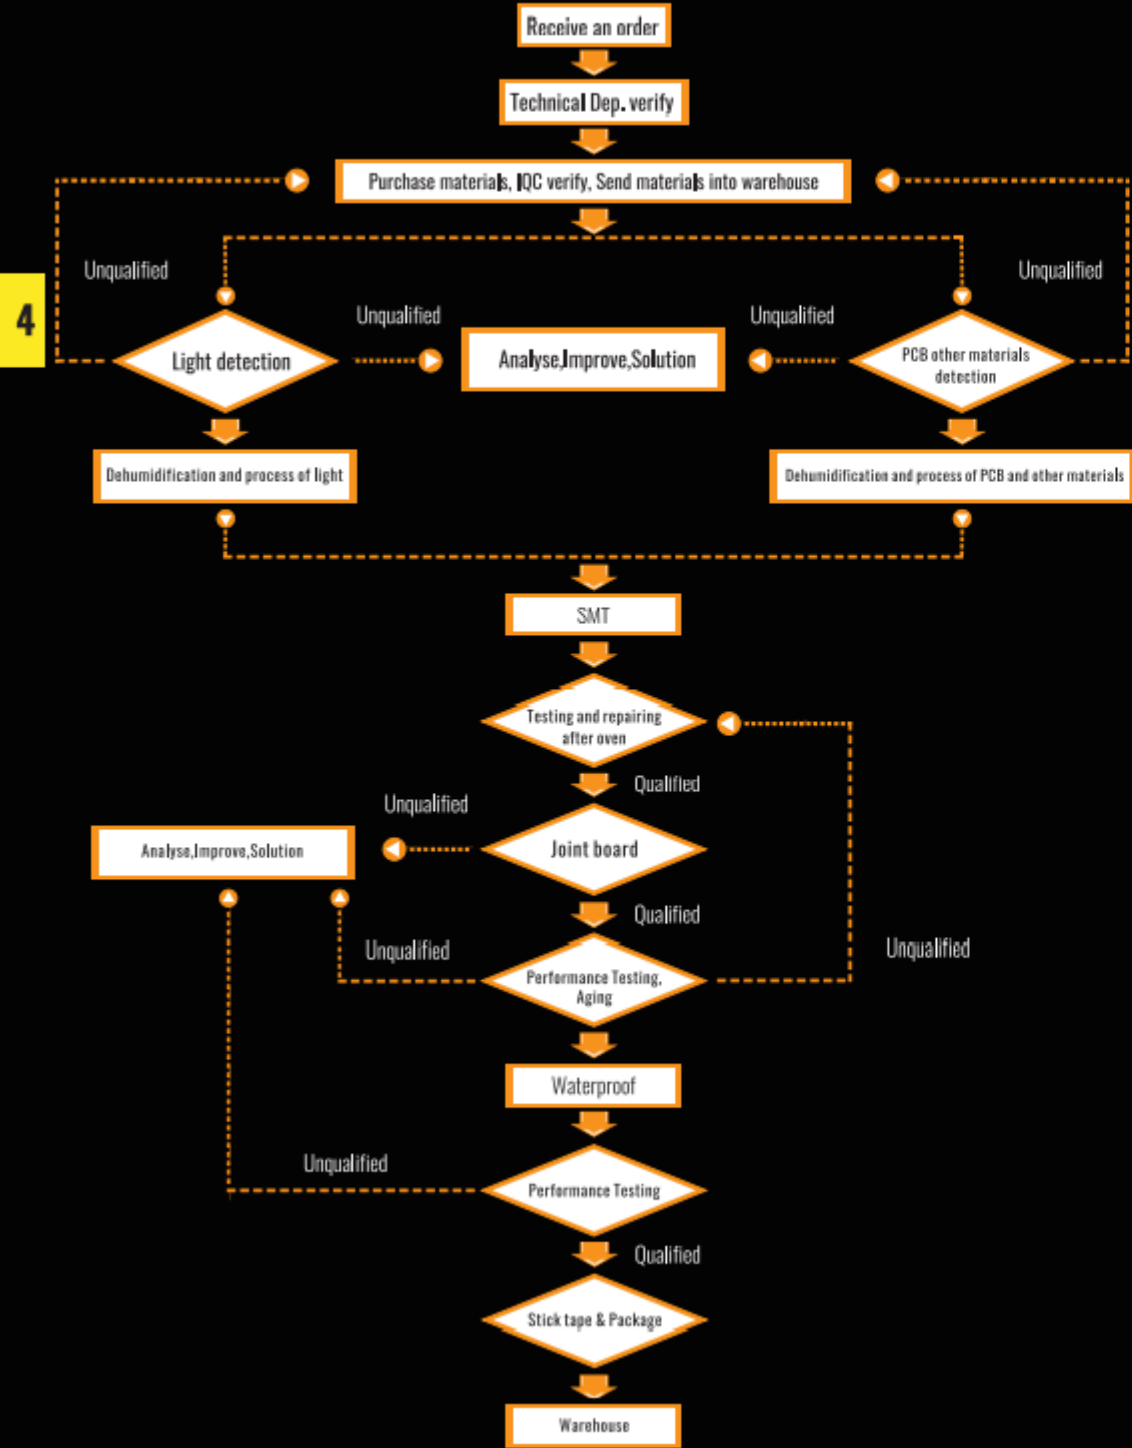 Receive an order
Technical Dep. verify
Purchase materials, IQC verify, Send materials into warehouse
Unqualified
Unqualified
4
Unqualified
Unqualified
Light detection
Analyse,Improve,Solution
PCB other materials
detection
Dehumidification and process of light
Dehumidification and process of PCB and other materials
SMT
Testing and repairing
after oven
Qualified
Unqualified
Joint board
Analyse,Improve,Solution
Qualified
Unqualified
Unqualified
Performance Testing,
Aging
Waterproof
Unqualified
Performance Testing
Qualified
Stick tape & Package
Warehouse